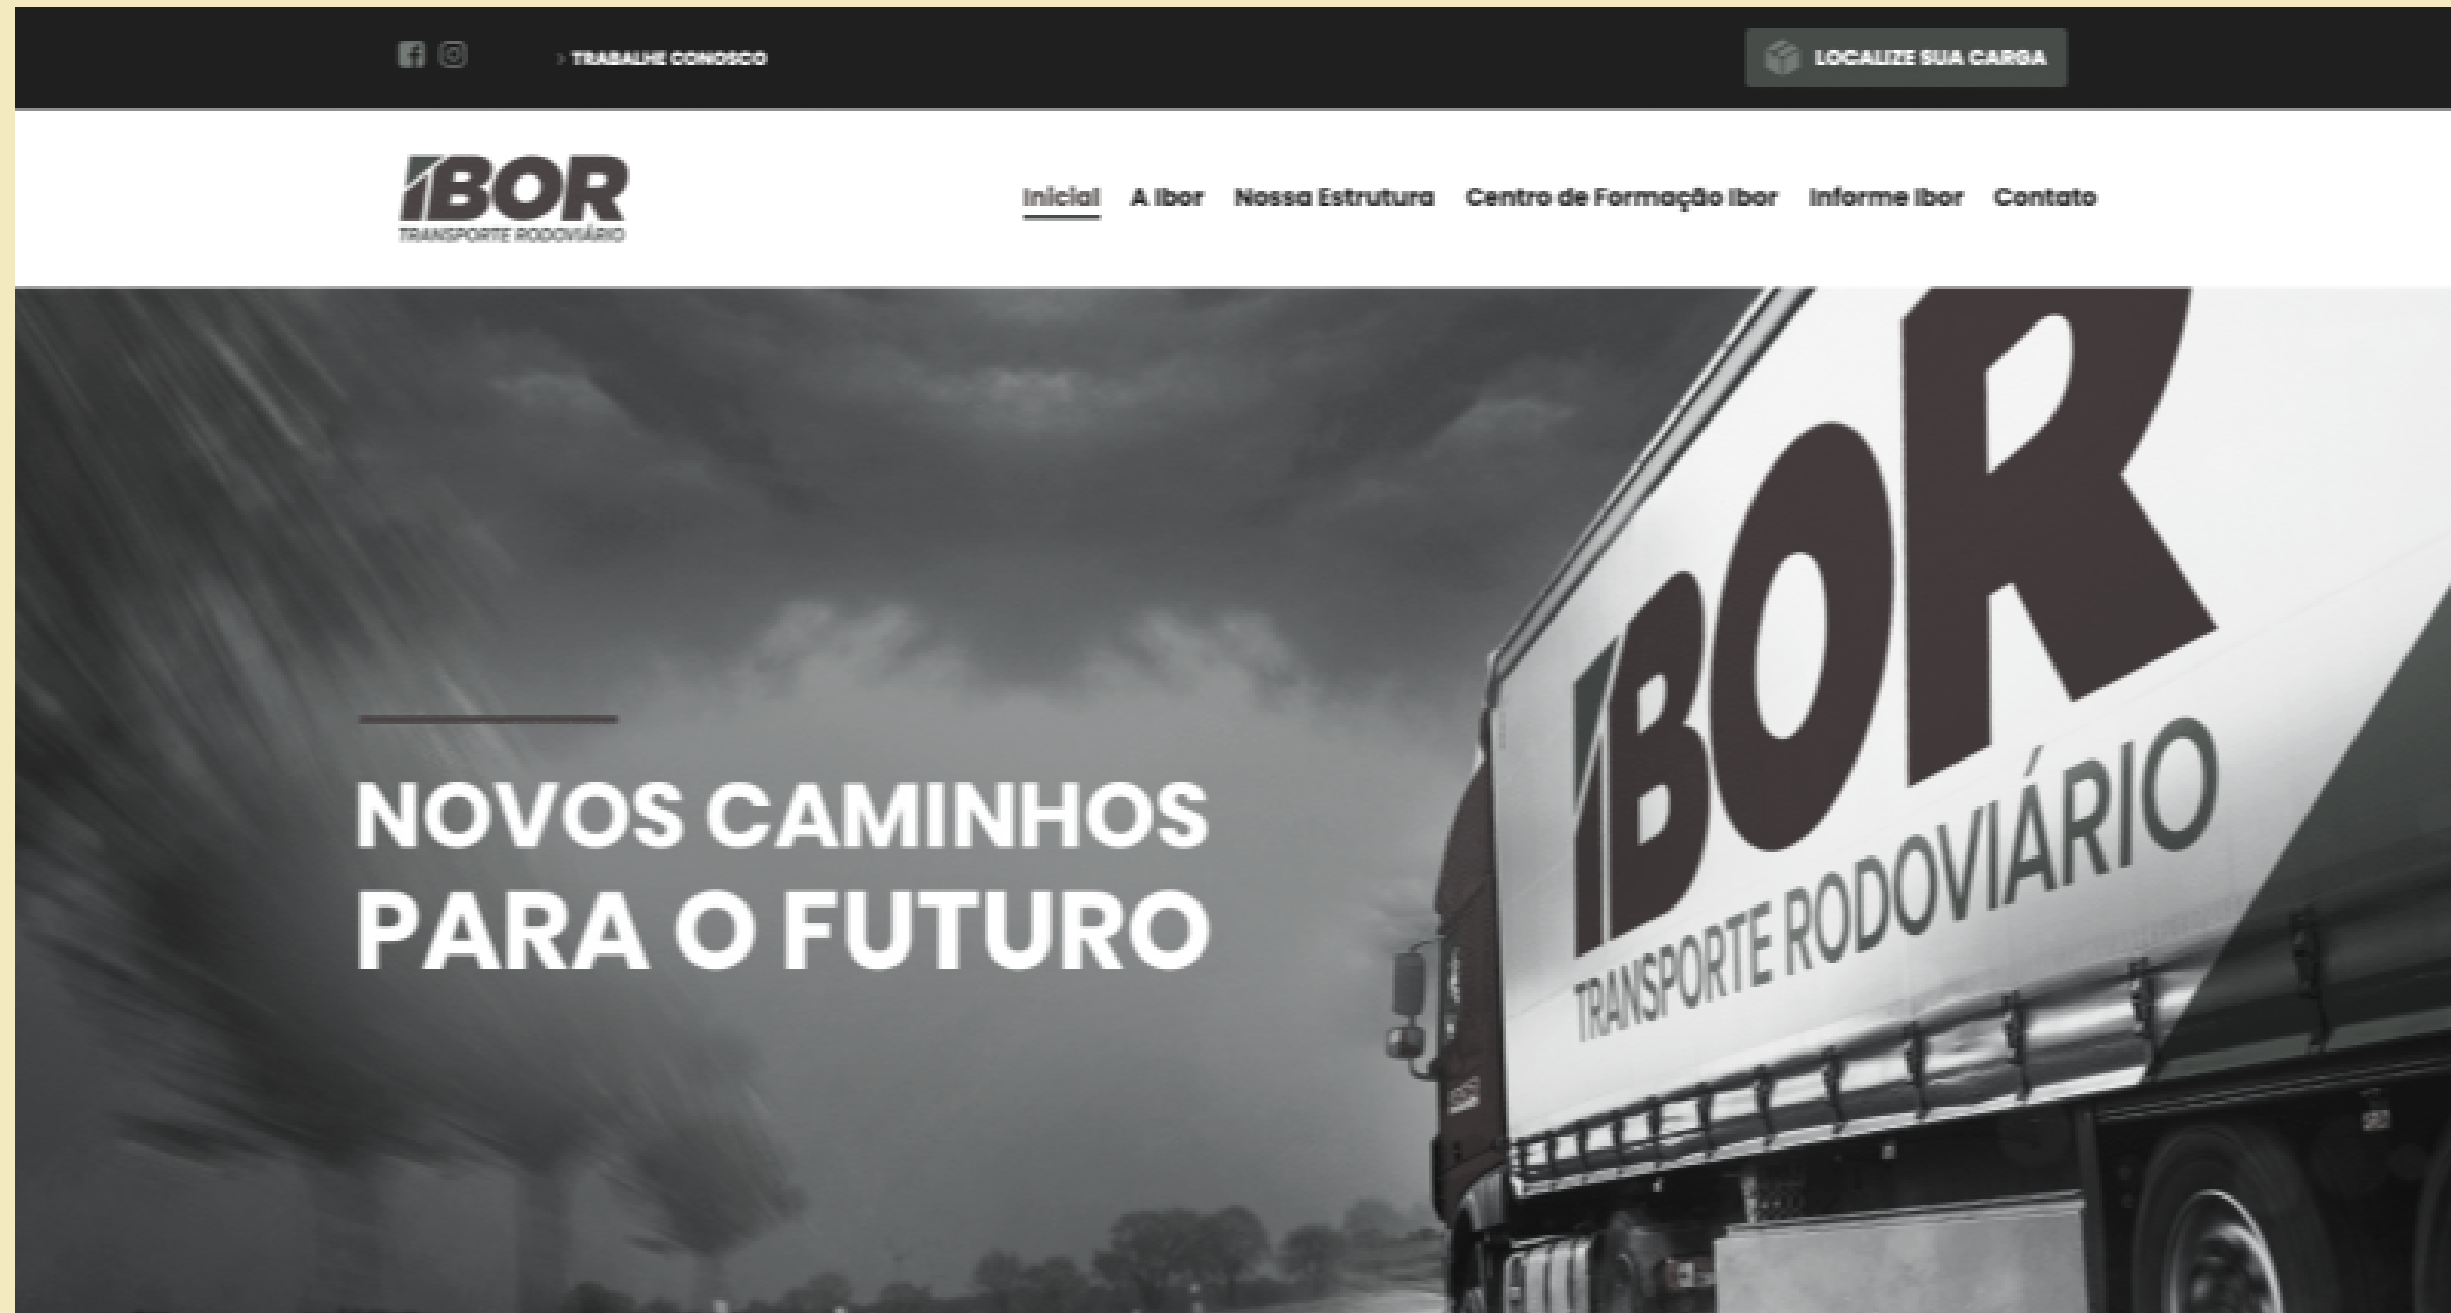 > TRABALHE CONOSCO
LOCALIZE SUA CARGA
IBOR
TRANSPORTE RODOVIÁRIO
Inicial A Ibor Nossa Estrutura Centro de Formação Ibor Informe Ibor Contato
NOVOS CAMINHOS
PARA O FUTURO
IBOR
TRANSPORTE RODOVIÁRIO